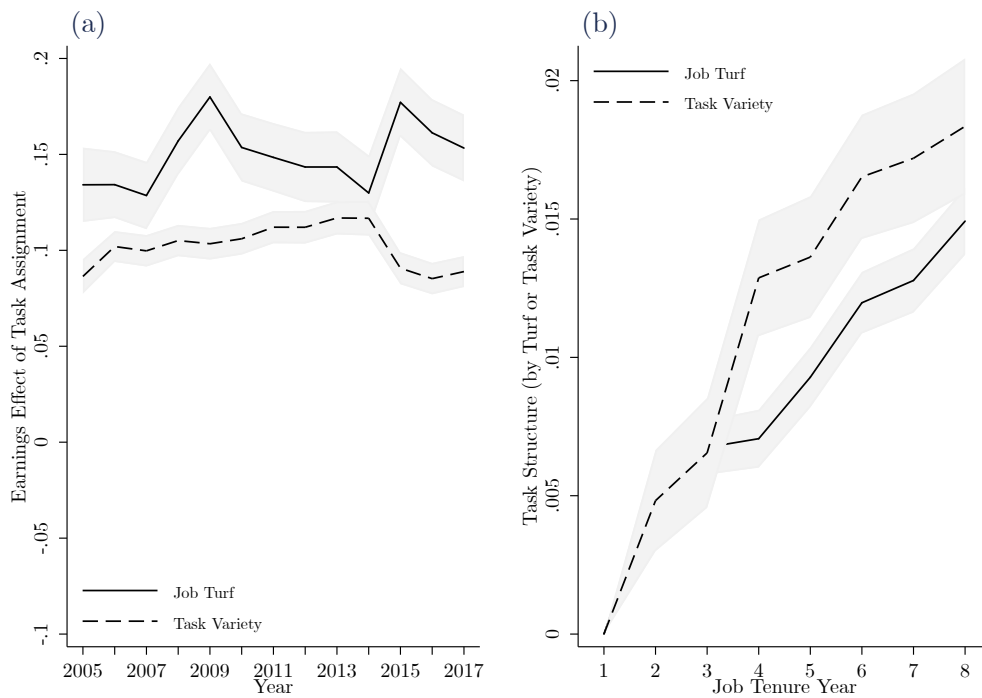 (a)
Earnings Effect of Task Assignment
.2
.15
.1
.05
0
-.05
-.1
Job Turf
Task Variety
2005 2007 2009 2011 2013 2015 2017
Year
(b)
Task Structure (by Turf or Task Variety)
.02
.015
.01
.005
0
Job Turf
Task Variety
1 2 3 4 5 6 7 8
Job Tenure Year